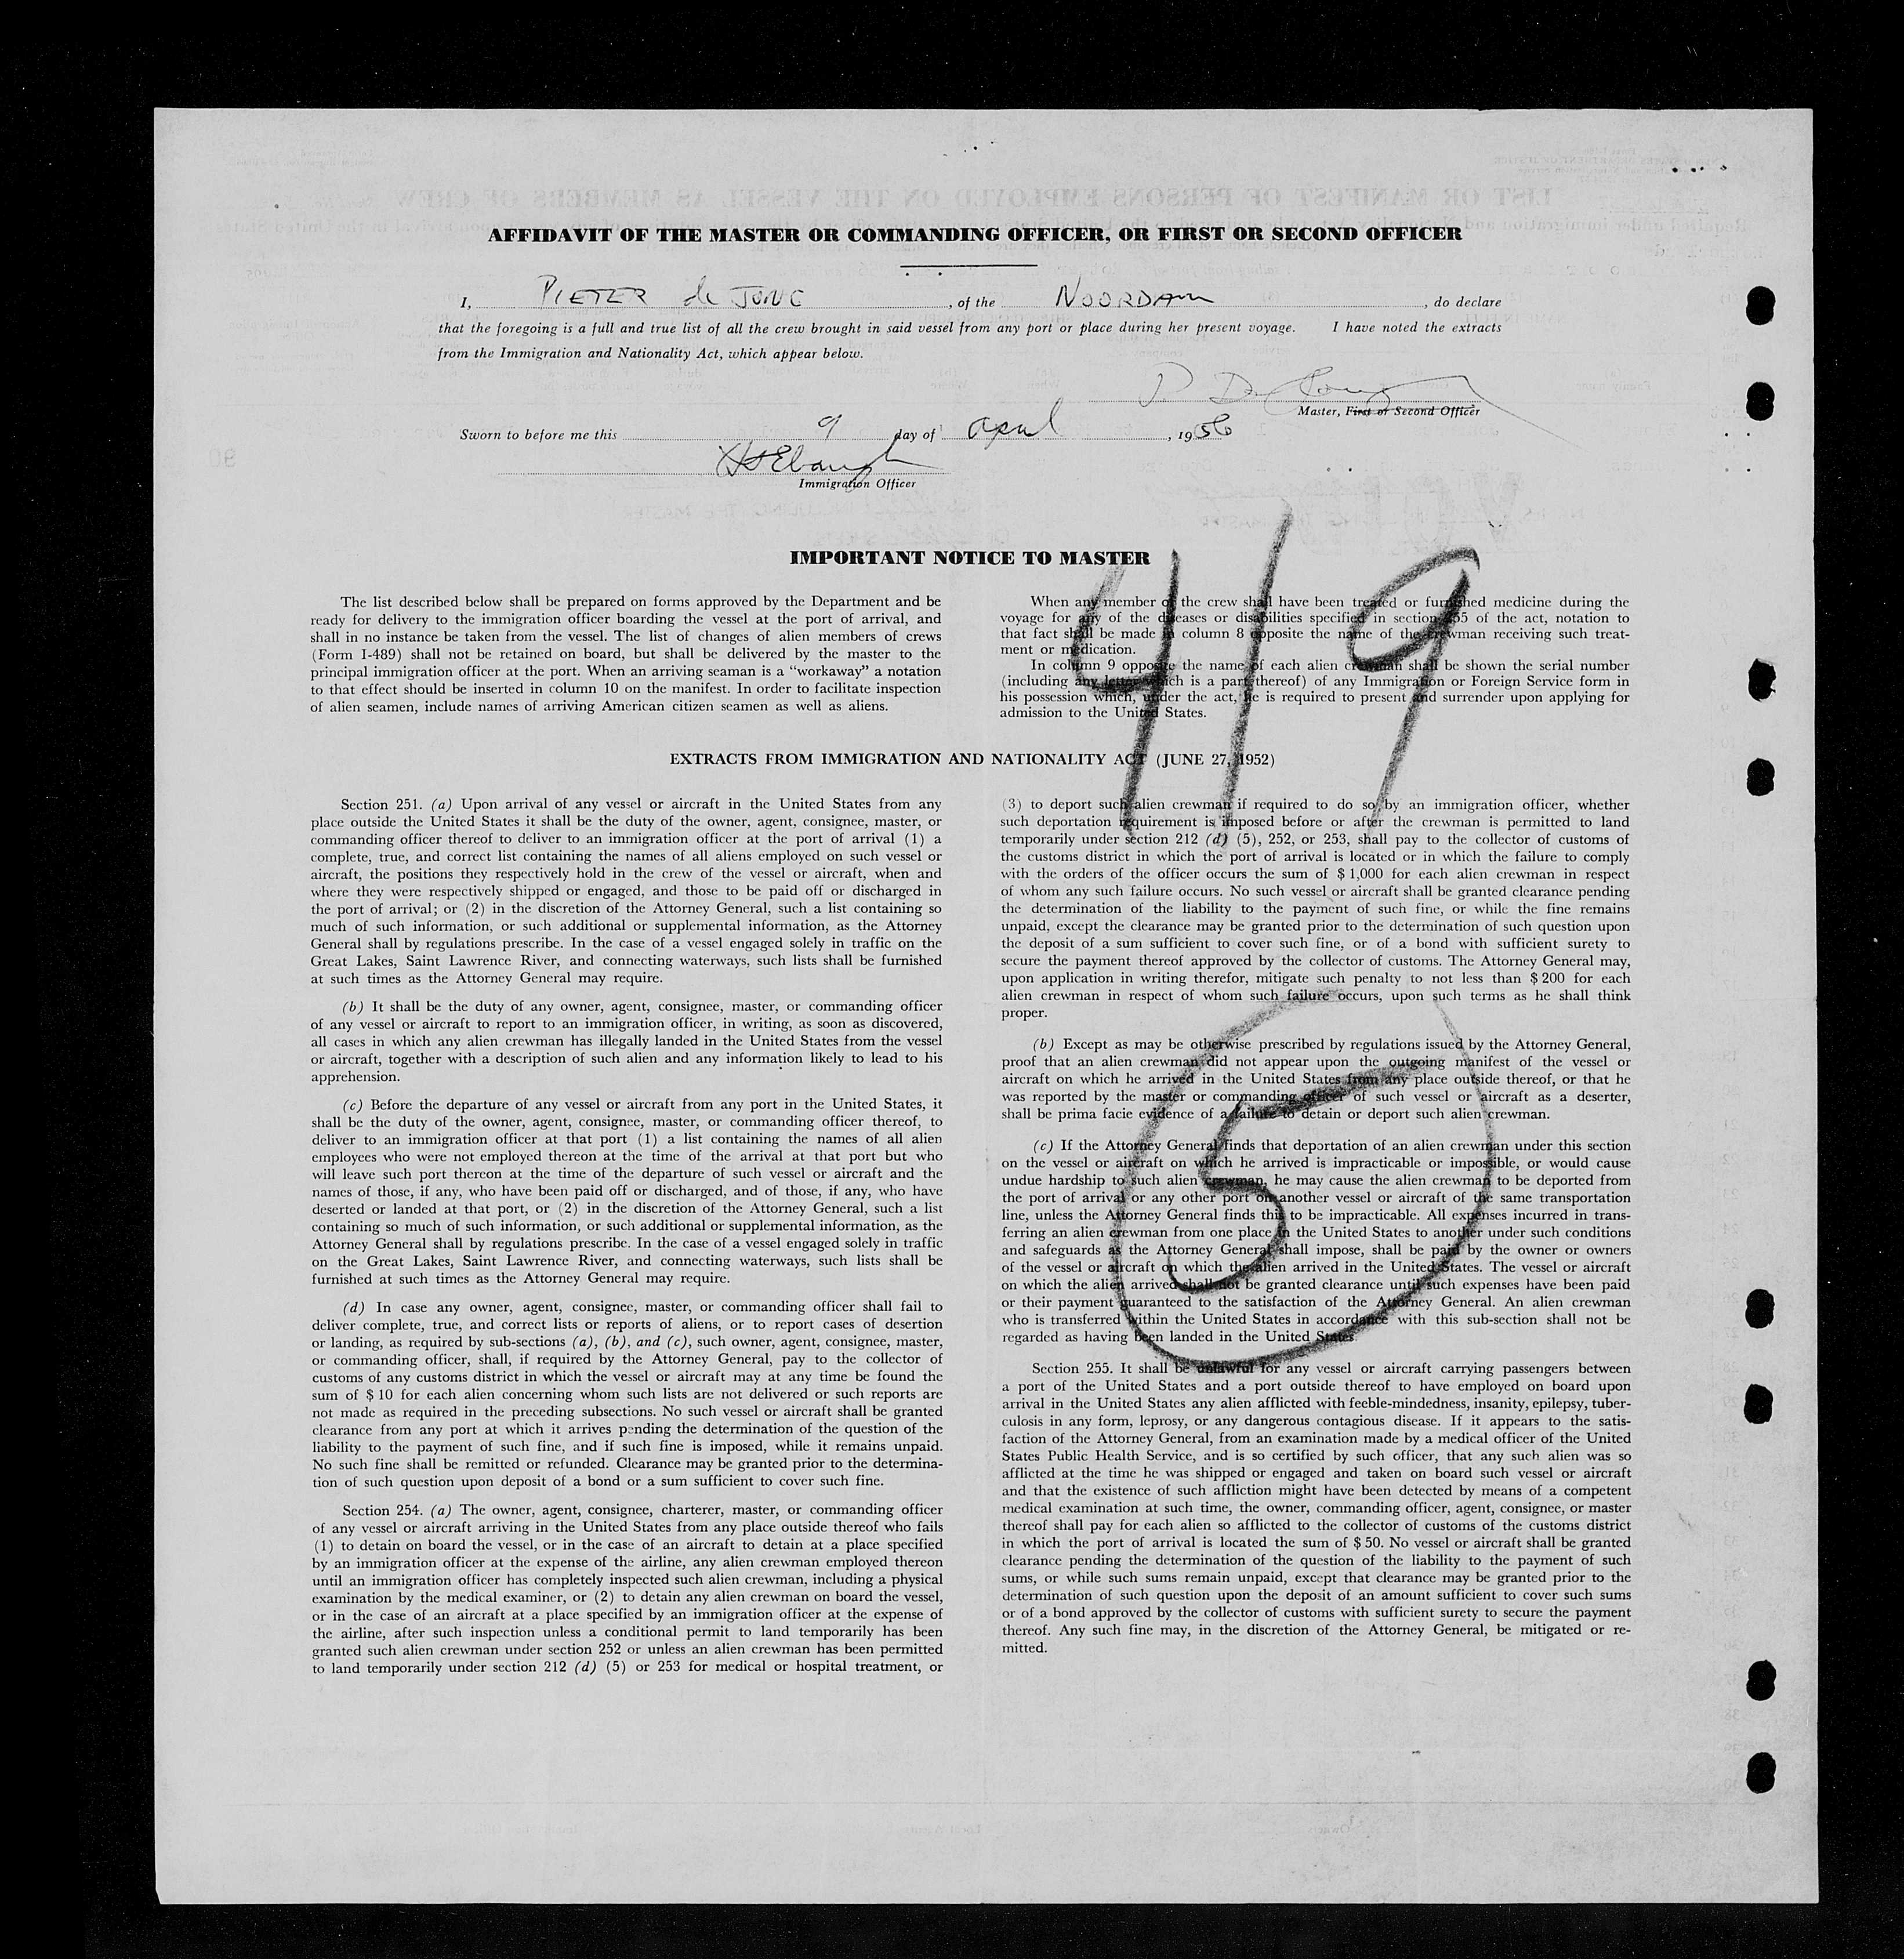 AFFIDAVIT OF THE MASTER OR COMMANDING OFFICER, OR FIRST OR SECOND OFFICER
I, PIETER de JONG, of the NOORDAM, do declare
that the foregoing is a full and true list of all the crew brought in said vessel from any port or place during her present voyage. I have noted the extracts
from the Immigration and Nationality Act, which appear below.
P. De Jong
Master, First or Second Officer
Sworn to before me this 9 day of April, 1956
Immigration Officer
IMPORTANT NOTICE TO MASTER
The list described below shall be prepared on forms approved by the Department and be
ready for delivery to the immigration officer boarding the vessel at the port of arrival, and
shall in no instance be taken from the vessel. The list of changes of alien members of crews
(Form I-489) shall not be retained on board, but shall be delivered by the master to the
principal immigration officer at the port. When an arriving seaman is a “workaway” a notation
to that effect should be inserted in column 10 on the manifest. In order to facilitate inspection
of alien seamen, include names of arriving American citizen seamen as well as aliens.
When any member of the crew shall have been treated or furnished medicine during the
voyage for any of the diseases or disabilities specified in section 255 of the act, notation to
that fact shall be made in column 8 opposite the name of the crewman receiving such treat-
ment or medication.
In column 9 opposite the name of each alien crewman shall be shown the serial number
(including any letter which is a part thereof) of any Immigration or Foreign Service form in
his possession which, under the act, he is required to present and surrender upon applying for
admission to the United States.
419
EXTRACTS FROM IMMIGRATION AND NATIONALITY ACT (JUNE 27, 1952)
Section 251. (a) Upon arrival of any vessel or aircraft in the United States from any
place outside the United States it shall be the duty of the owner, agent, consignee, master, or
commanding officer thereof to deliver to an immigration officer at the port of arrival (1) a
complete, true, and correct list containing the names of all aliens employed on such vessel or
aircraft, the positions they respectively hold in the crew of the vessel or aircraft, when and
where they were respectively shipped or engaged, and those to be paid off or discharged in
the port of arrival; or (2) in the discretion of the Attorney General, such a list containing so
much of such information, or such additional or supplemental information, as the Attorney
General shall by regulations prescribe. In the case of a vessel engaged solely in traffic on the
Great Lakes, Saint Lawrence River, and connecting waterways, such lists shall be furnished
at such times as the Attorney General may require.
(b) It shall be the duty of any owner, agent, consignee, master, or commanding officer
of any vessel or aircraft to report to an immigration officer, in writing, as soon as discovered,
all cases in which any alien crewman has illegally landed in the United States from the vessel
or aircraft, together with a description of such alien and any information likely to lead to his
apprehension.
(c) Before the departure of any vessel or aircraft from any port in the United States, it
shall be the duty of the owner, agent, consignee, master, or commanding officer thereof, to
deliver to an immigration officer at that port (1) a list containing the names of all alien
employees who were not employed thereon at the time of the arrival at that port but who
will leave such port thereon at the time of the departure of such vessel or aircraft and the
names of those, if any, who have been paid off or discharged, and of those, if any, who have
deserted or landed at that port, or (2) in the discretion of the Attorney General, such a list
containing so much of such information, or such additional or supplemental information, as the
Attorney General shall by regulations prescribe. In the case of a vessel engaged solely in traffic
on the Great Lakes, Saint Lawrence River, and connecting waterways, such lists shall be
furnished at such times as the Attorney General may require.
(d) In case any owner, agent, consignee, master, or commanding officer shall fail to
deliver complete, true, and correct lists or reports of aliens, or to report cases of desertion
or landing, as required by sub-sections (a), (b), and (c), such owner, agent, consignee, master,
or commanding officer, shall, if required by the Attorney General, pay to the collector of
customs of any customs district in which the vessel or aircraft may at any time be found the
sum of $ 10 for each alien concerning whom such lists are not delivered or such reports are
not made as required in the preceding subsections. No such vessel or aircraft shall be granted
clearance from any port at which it arrives pending the determination of the question of the
liability to the payment of such fine, and if such fine is imposed, while it remains unpaid.
No such fine shall be remitted or refunded. Clearance may be granted prior to the determina-
tion of such question upon deposit of a bond or a sum sufficient to cover such fine.
Section 254. (a) The owner, agent, consignee, charterer, master, or commanding officer
of any vessel or aircraft arriving in the United States from any place outside thereof who fails
(1) to detain on board the vessel, or in the case of an aircraft to detain at a place specified
by an immigration officer at the expense of the airline, any alien crewman employed thereon
until an immigration officer has completely inspected such alien crewman, including a physical
examination by the medical examiner, or (2) to detain any alien crewman on board the vessel,
or in the case of an aircraft at a place specified by an immigration officer at the expense of
the airline, after such inspection unless a conditional permit to land temporarily has been
granted such alien crewman under section 252 or unless an alien crewman has been permitted
to land temporarily under section 212 (d) (5) or 253 for medical or hospital treatment, or
(3) to deport such alien crewman if required to do so by an immigration officer, whether
such deportation requirement is imposed before or after the crewman is permitted to land
temporarily under section 212 (d) (5), 252, or 253, shall pay to the collector of customs of
the customs district in which the port of arrival is located or in which the failure to comply
with the orders of the officer occurs the sum of $ 1,000 for each alien crewman in respect
of whom any such failure occurs. No such vessel or aircraft shall be granted clearance pending
the determination of the liability to the payment of such fine, or while the fine remains
unpaid, except the clearance may be granted prior to the determination of such question upon
the deposit of a sum sufficient to cover such fine, or of a bond with sufficient surety to
secure the payment thereof approved by the collector of customs. The Attorney General may,
upon application in writing therefor, mitigate such penalty to not less than $ 200 for each
alien crewman in respect of whom such failure occurs, upon such terms as he shall think
proper.
(b) Except as may be otherwise prescribed by regulations issued by the Attorney General,
proof that an alien crewman did not appear upon the outgoing manifest of the vessel or
aircraft on which he arrived in the United States from any place outside thereof, or that he
was reported by the master or commanding officer of such vessel or aircraft as a deserter,
shall be prima facie evidence of a failure to detain or deport such alien crewman.
5
(c) If the Attorney General finds that deportation of an alien crewman under this section
on the vessel or aircraft on which he arrived is impracticable or impossible, or would cause
undue hardship to such alien crewman, he may cause the alien crewman to be deported from
the port of arrival or any other port on another vessel or aircraft of the same transportation
line, unless the Attorney General finds this to be impracticable. All expenses incurred in trans-
ferring an alien crewman from one place in the United States to another under such conditions
and safeguards as the Attorney General shall impose, shall be paid by the owner or owners
of the vessel or aircraft on which the alien arrived in the United States. The vessel or aircraft
on which the alien arrived shall not be granted clearance until such expenses have been paid
or their payment guaranteed to the satisfaction of the Attorney General. An alien crewman
who is transferred within the United States in accordance with this sub-section shall not be
regarded as having been landed in the United States.
Section 255. It shall be unlawful for any vessel or aircraft carrying passengers between
a port of the United States and a port outside thereof to have employed on board upon
arrival in the United States any alien afflicted with feeble-mindedness, insanity, epilepsy, tuber-
culosis in any form, leprosy, or any dangerous contagious disease. If it appears to the satis-
faction of the Attorney General, from an examination made by a medical officer of the United
States Public Health Service, and is so certified by such officer, that any such alien was so
afflicted at the time he was shipped or engaged and taken on board such vessel or aircraft
and that the existence of such affliction might have been detected by means of a competent
medical examination at such time, the owner, commanding officer, agent, consignee, or master
thereof shall pay for each alien so afflicted to the collector of customs of the customs district
in which the port of arrival is located the sum of $ 50. No vessel or aircraft shall be granted
clearance pending the determination of the question of the liability to the payment of such
sums, or while such sums remain unpaid, except that clearance may be granted prior to the
determination of such question upon the deposit of an amount sufficient to cover such sums
or of a bond approved by the collector of customs with sufficient surety to secure the payment
thereof. Any such fine may, in the discretion of the Attorney General, be mitigated or re-
mitted.